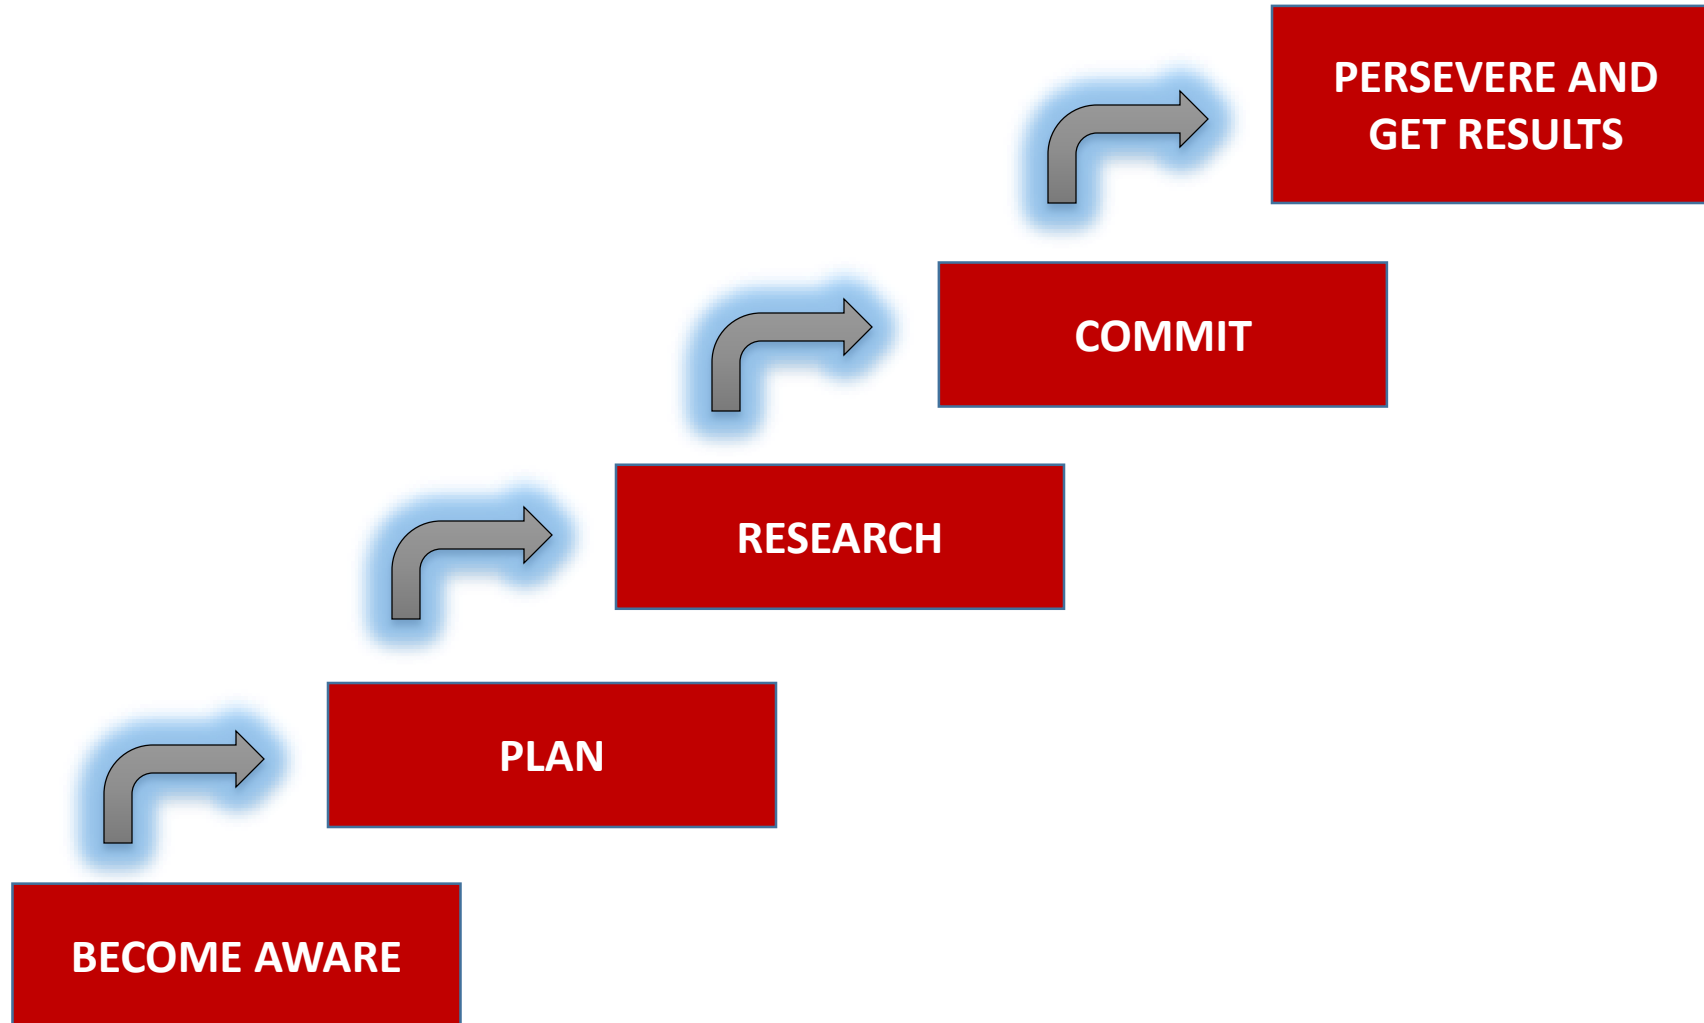 PERSEVERE AND
GET RESULTS
COMMIT
RESEARCH
PLAN
BECOME AWARE